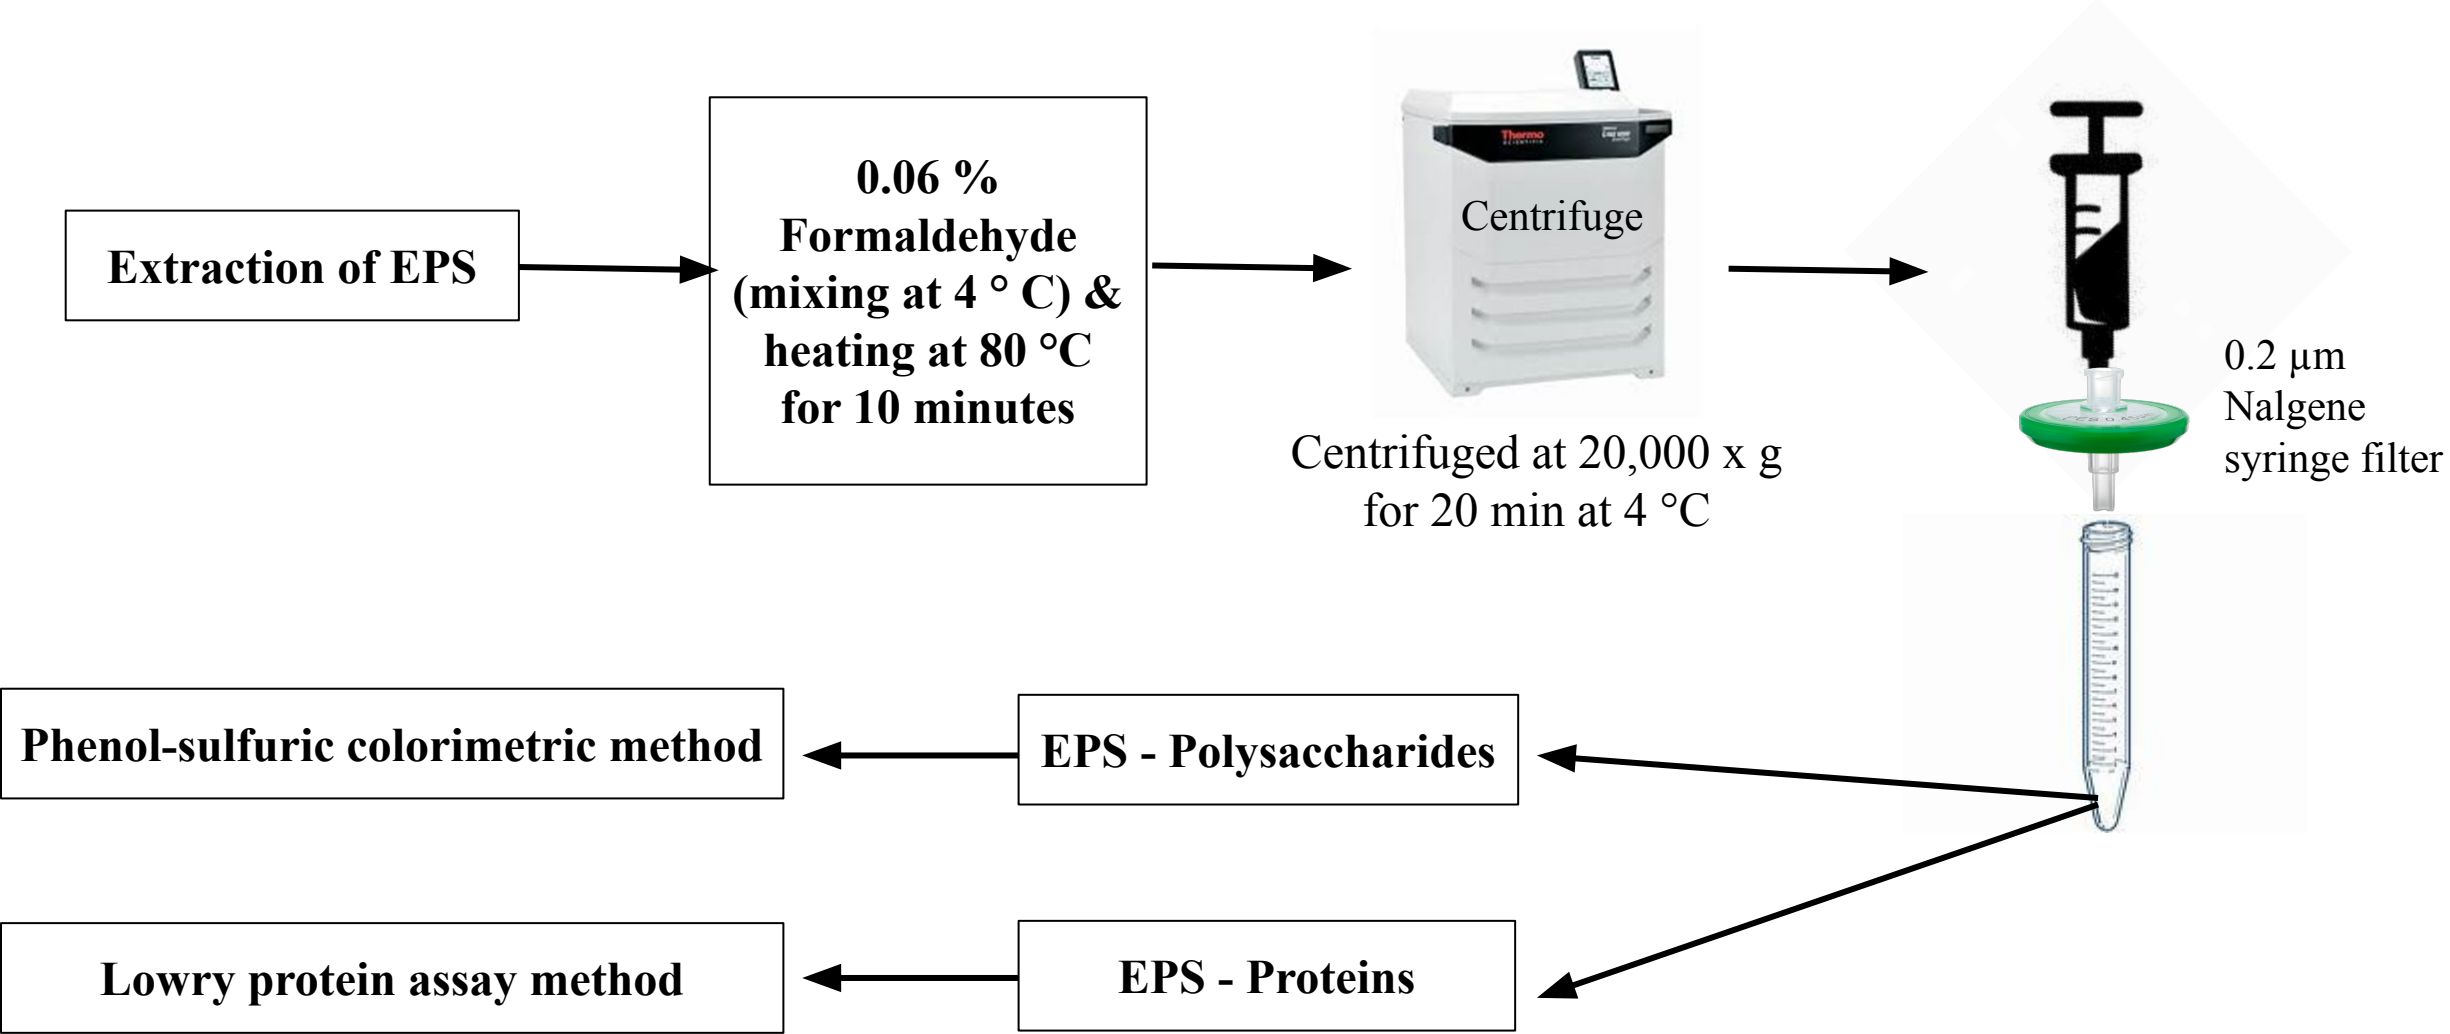 Extraction of EPS
0.06 %
Formaldehyde
(mixing at 4 ° C) &
heating at 80 °C
for 10 minutes
Thermo
SCIENTIFIC
Centrifuge
Centrifuged at 20,000 x g
for 20 min at 4 °C
0.2 µm
Nalgene
syringe filter
Phenol-sulfuric colorimetric method
EPS - Polysaccharides
Lowry protein assay method
EPS - Proteins